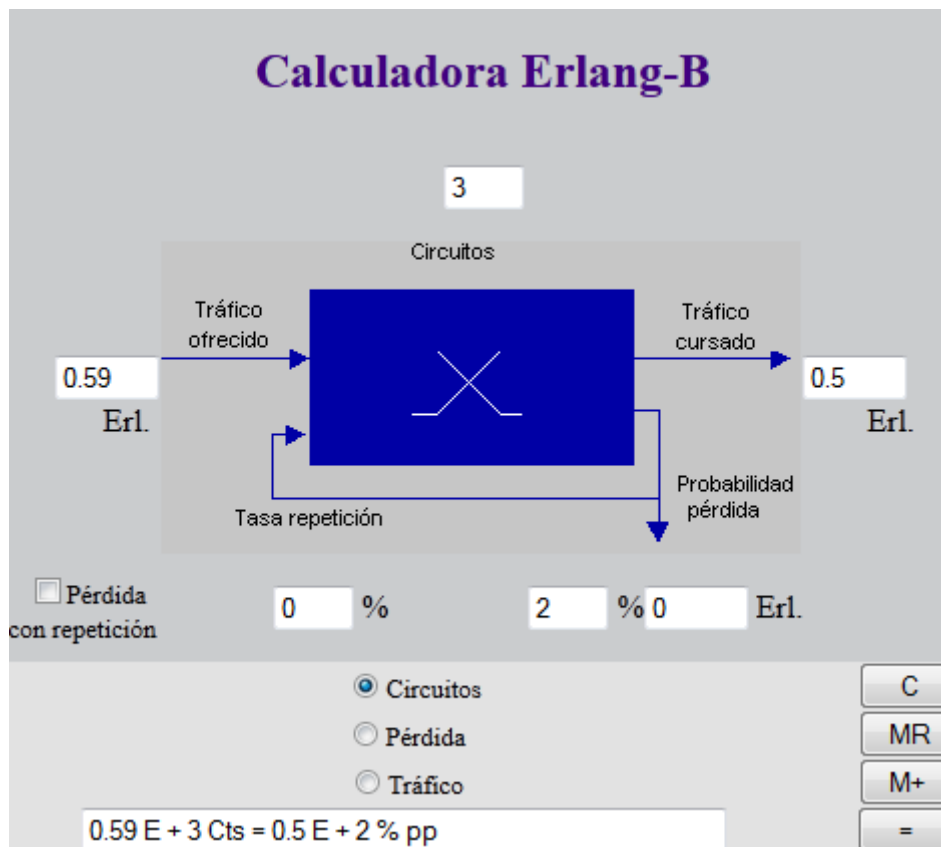 Calculadora Erlang-B
3
Circuitos
Tráfico
ofrecido
Tráfico
cursado
0.59
Erl.
0.5
Erl.
Tasa repetición
Probabilidad
pérdida
Pérdida
con repetición
0 %
2 % 0 Erl.
Circuitos
Pérdida
Tráfico
C
MR
M+
0.59 E + 3 Cts = 0.5 E + 2 % pp
=